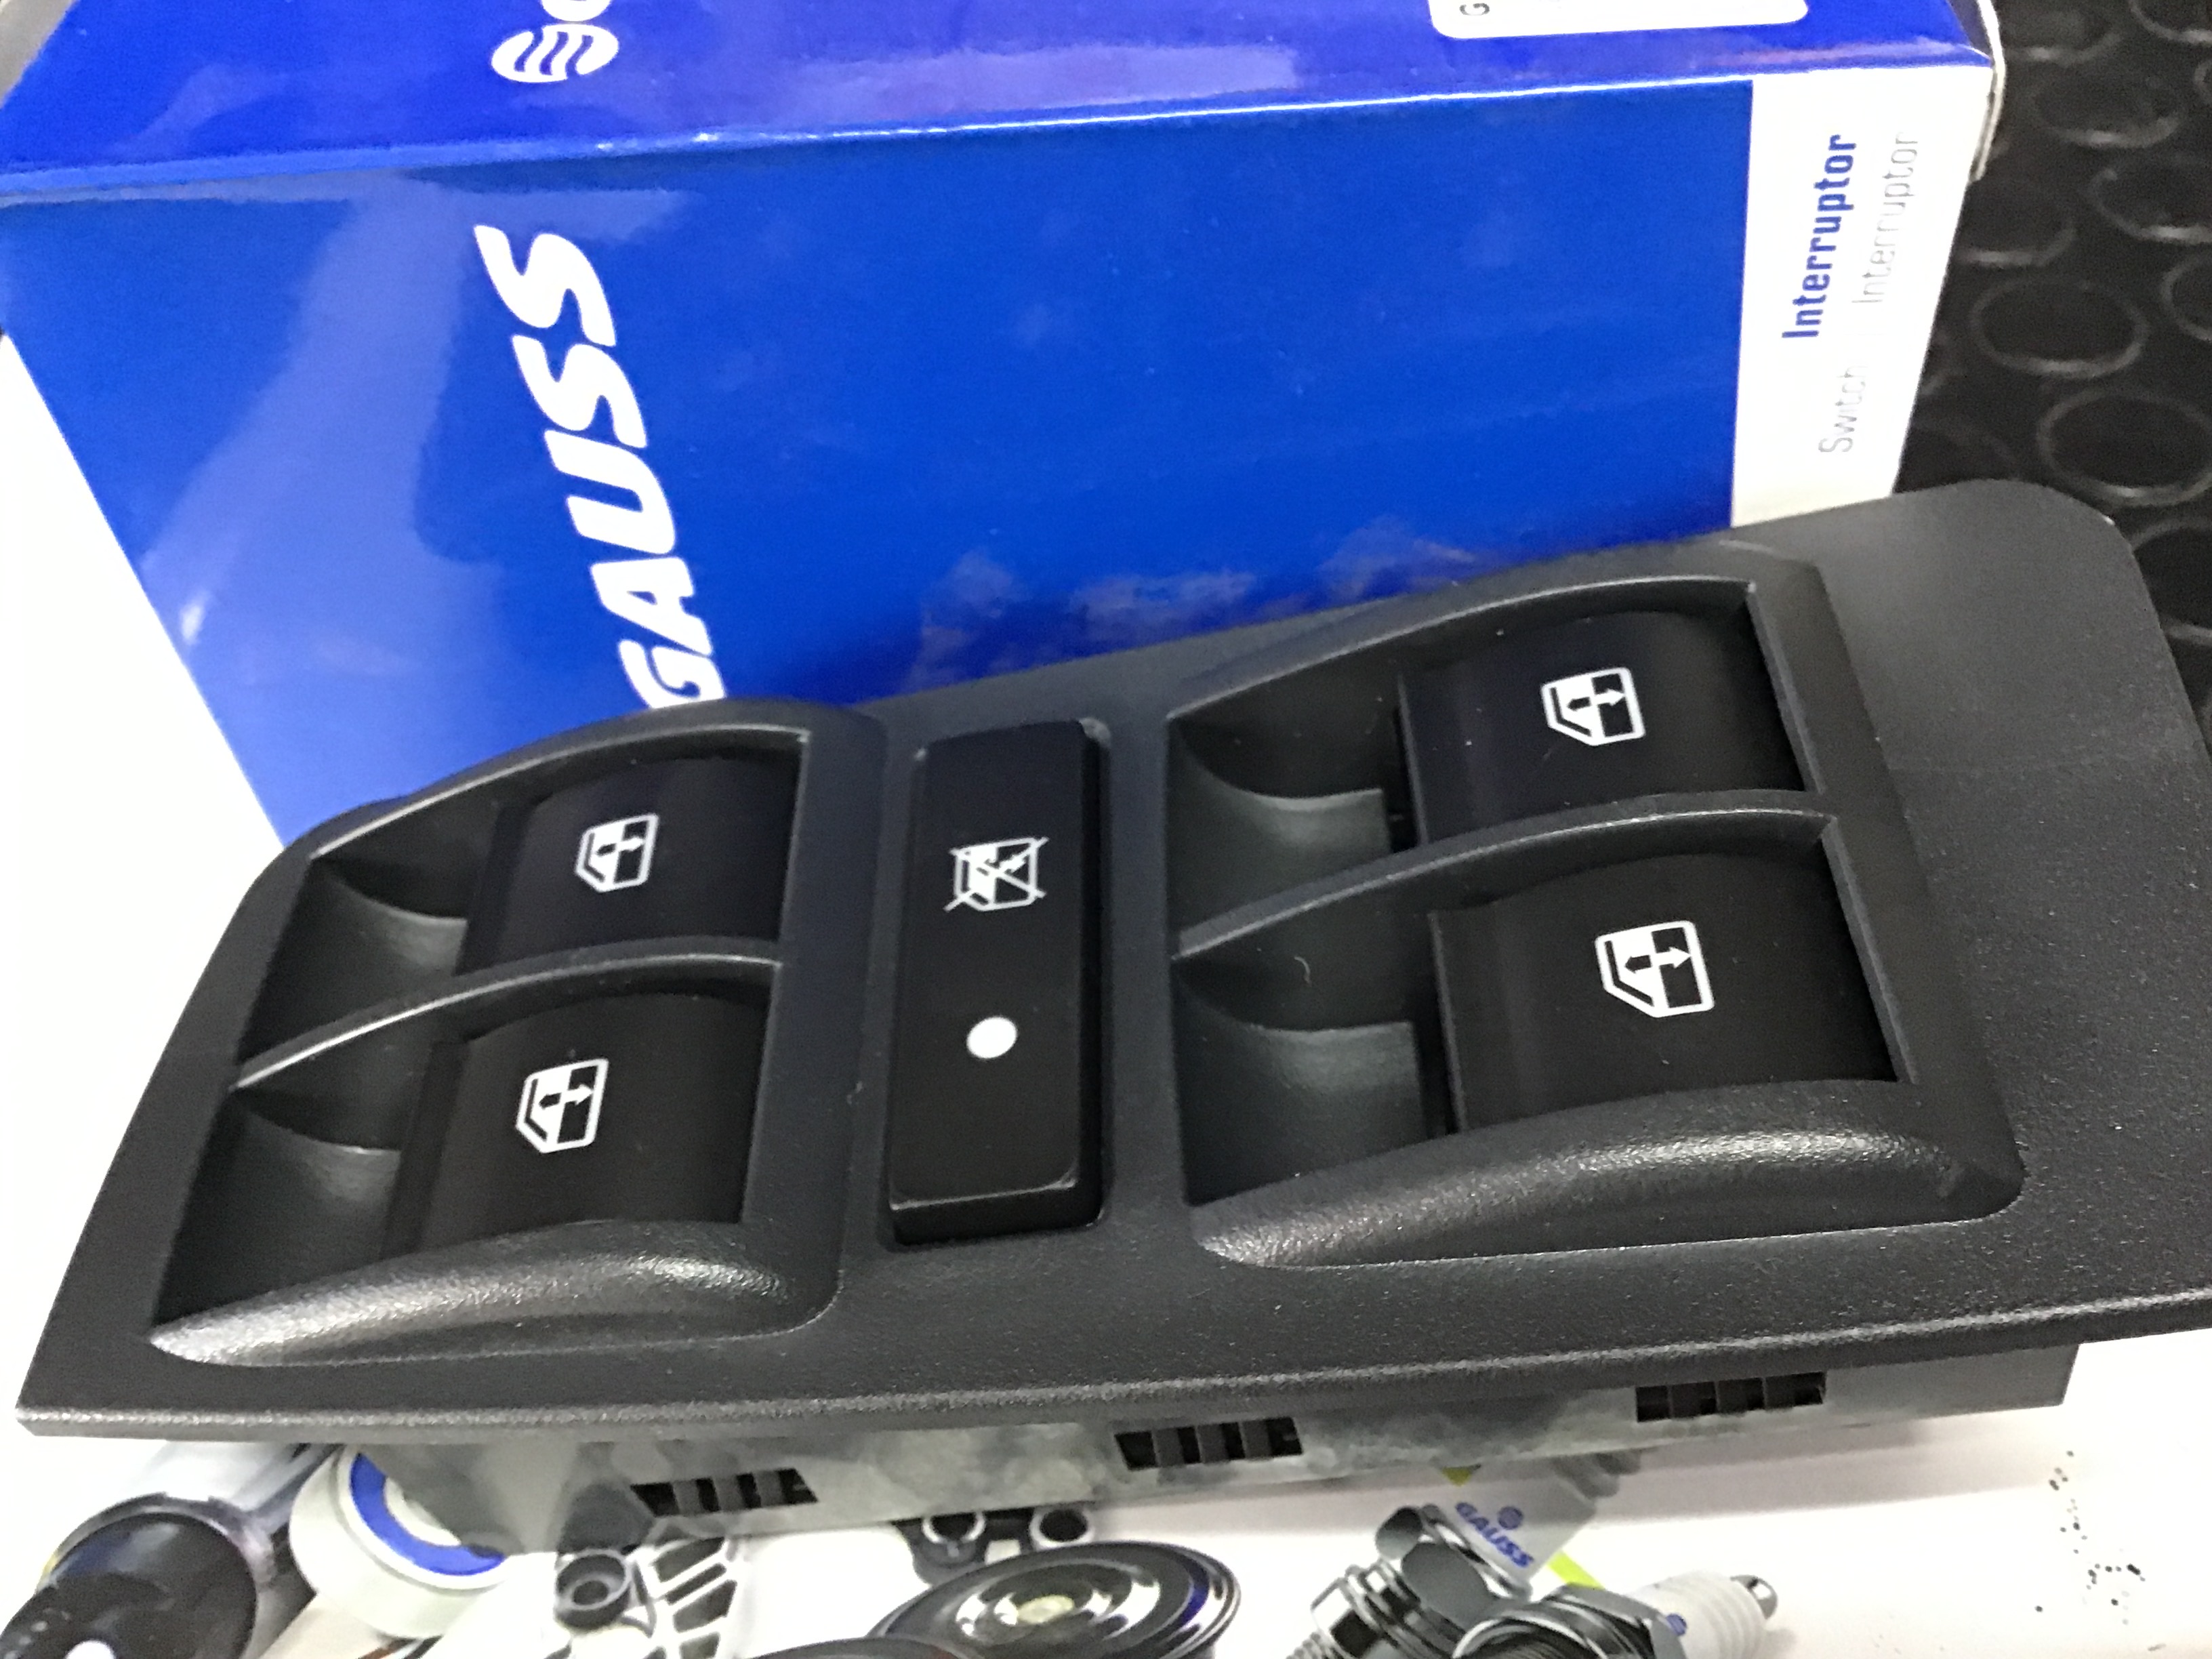 GAUSS
Interruptor
Switch Interruptor
GAUSS